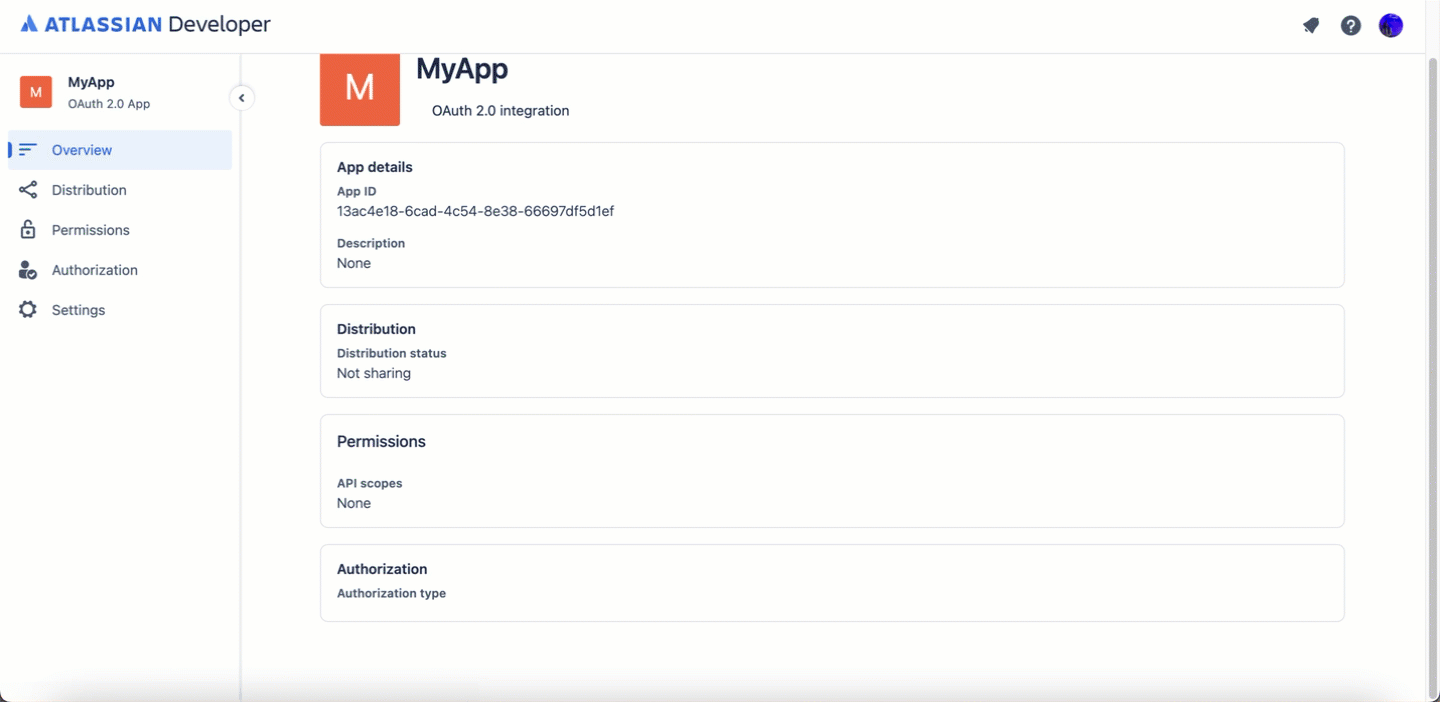 ATLASSIAN Developer
M
MyApp
OAuth 2.0 App
Overview
Distribution
Permissions
Authorization
Settings
M
MyApp
OAuth 2.0 integration
App details
App ID
13ac4e18-6cad-4c54-8e38-66697df5d1ef
Description
None
Distribution
Distribution status
Not sharing
Permissions
API scopes
None
Authorization
Authorization type